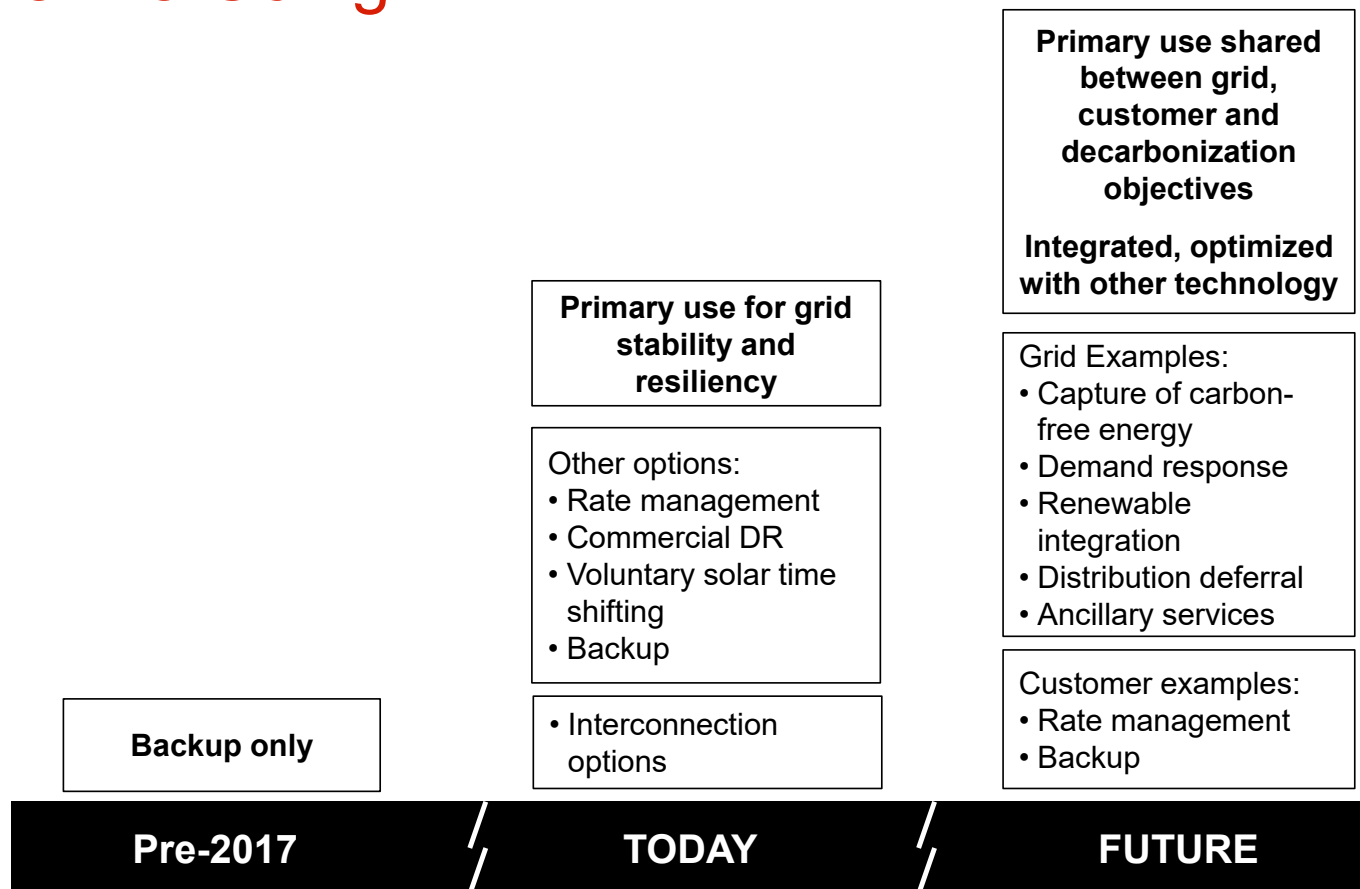 Primary use shared
between grid,
customer and
decarbonization
objectives
Integrated, optimized
with other technology
Primary use for grid
stability and
resiliency
Grid Examples:
• Capture of carbon-
free energy
• Demand response
• Renewable
integration
• Distribution deferral
• Ancillary services
Other options:
• Rate management
• Commercial DR
• Voluntary solar time
shifting
• Backup
Customer examples:
• Rate management
• Backup
Backup only
• Interconnection
options
Pre-2017
TODAY
FUTURE